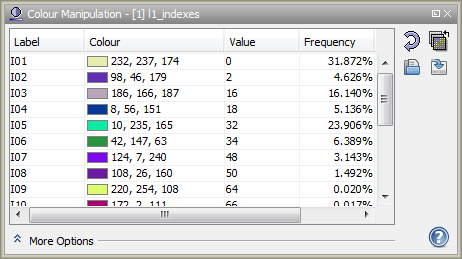 Colour Manipulation - [1] l1_indexes
Label Colour Value Frequency
I01 232, 237, 174 0 31.872%
I02 98, 46, 179 2 4.626%
I03 186, 166, 187 16 16.140%
I04 8, 56, 151 18 5.136%
I05 10, 235, 165 32 23.906%
I06 42, 147, 63 34 6.389%
I07 124, 7, 240 48 3.143%
I08 108, 26, 160 50 1.492%
I09 220, 254, 108 64 0.020%
I10 172, 2, 111 66 0.017%
More Options